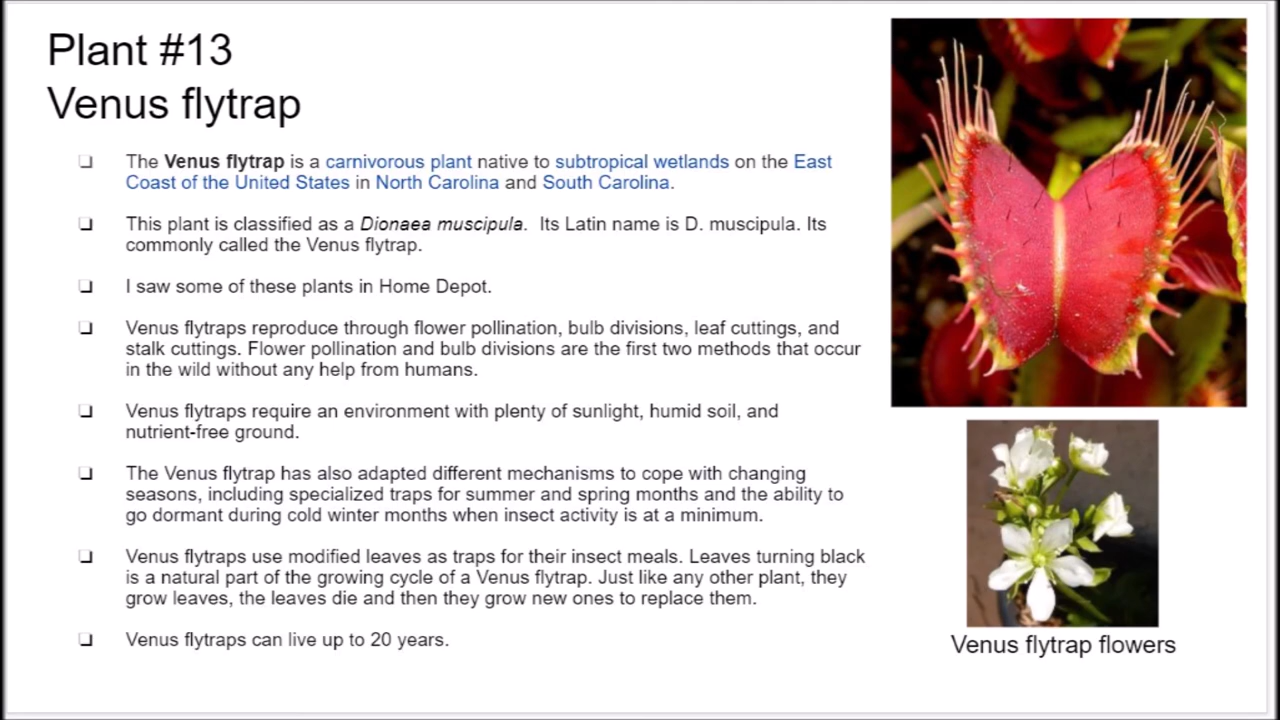 Plant #13
Venus flytrap
❑ The Venus flytrap is a carnivorous plant native to subtropical wetlands on the East
Coast of the United States in North Carolina and South Carolina.
❑ This plant is classified as a Dionaea muscipula. Its Latin name is D. muscipula. Its
commonly called the Venus flytrap.
❑ I saw some of these plants in Home Depot.
❑ Venus flytraps reproduce through flower pollination, bulb divisions, leaf cuttings, and
stalk cuttings. Flower pollination and bulb divisions are the first two methods that occur
in the wild without any help from humans.
❑ Venus flytraps require an environment with plenty of sunlight, humid soil, and
nutrient-free ground.
❑ The Venus flytrap has also adapted different mechanisms to cope with changing
seasons, including specialized traps for summer and spring months and the ability to
go dormant during cold winter months when insect activity is at a minimum.
❑ Venus flytraps use modified leaves as traps for their insect meals. Leaves turning black
is a natural part of the growing cycle of a Venus flytrap. Just like any other plant, they
grow leaves, the leaves die and then they grow new ones to replace them.
❑ Venus flytraps can live up to 20 years.
Venus flytrap flowers